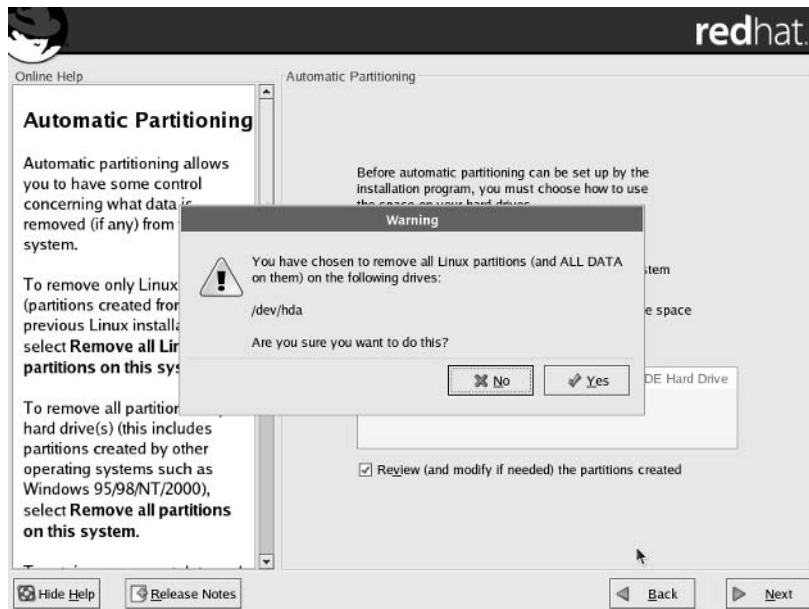 redhat.
Online Help
Automatic Partitioning
Automatic Partitioning
Automatic partitioning allows
you to have some control
concerning what data is
removed (if any) from
system.
To remove only Linux
(partitions created from
previous Linux installa
select Remove all Lin
partitions on this sys
To remove all partition
hard drive(s) (this includes
partitions created by other
operating systems such as
Windows 95/98/NT/2000),
select Remove all partitions
on this system.
Before automatic partitioning can be set up by the
installation program, you must choose how to use
the space on your hard drives.
stem
e space
DE Hard Drive
Review (and modify if needed) the partitions created
Warning
You have chosen to remove all Linux partitions (and ALL DATA
on them) on the following drives:
/dev/hda
Are you sure you want to do this?
No
Yes
Hide Help
Release Notes
Back
Next